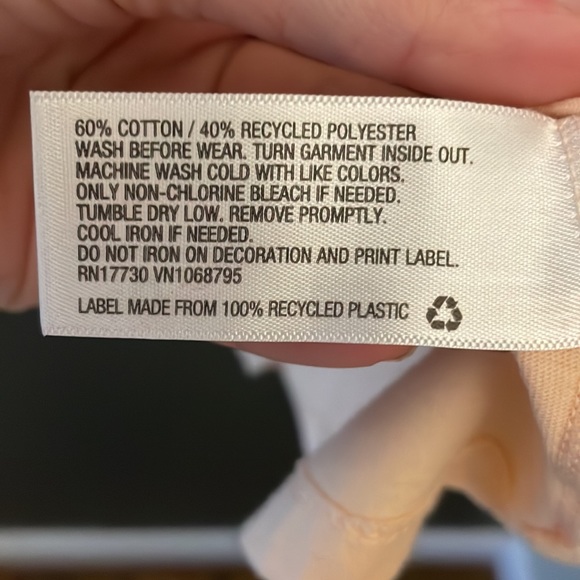 60% COTTON / 40% RECYCLED POLYESTER
WASH BEFORE WEAR. TURN GARMENT INSIDE OUT.
MACHINE WASH COLD WITH LIKE COLORS.
ONLY NON-CHLORINE BLEACH IF NEEDED.
TUMBLE DRY LOW. REMOVE PROMPTLY.
COOL IRON IF NEEDED.
DO NOT IRON ON DECORATION AND PRINT LABEL.
RN17730 VN1068795
LABEL MADE FROM 100% RECYCLED PLASTIC